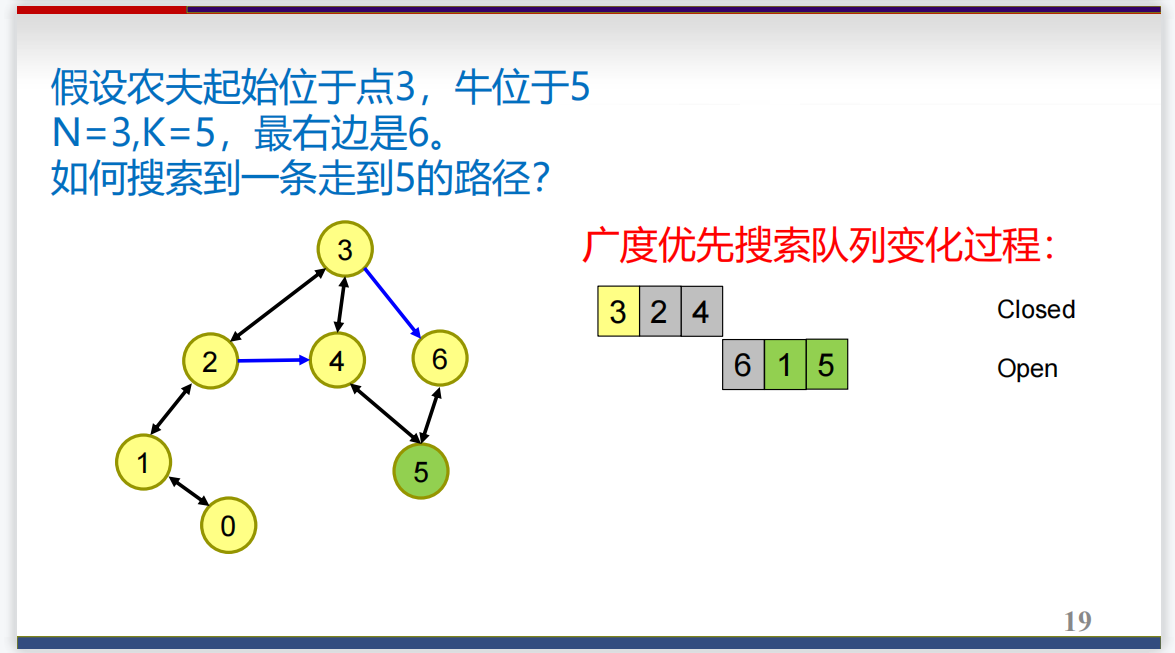 假设农夫起始位于点3，牛位于5
N=3,K=5，最右边是6。
如何搜索到一条走到5的路径？
广度优先搜索队列变化过程：
3 2 4
Closed
6 1 5
Open
3
2
4
6
1
5
0
19